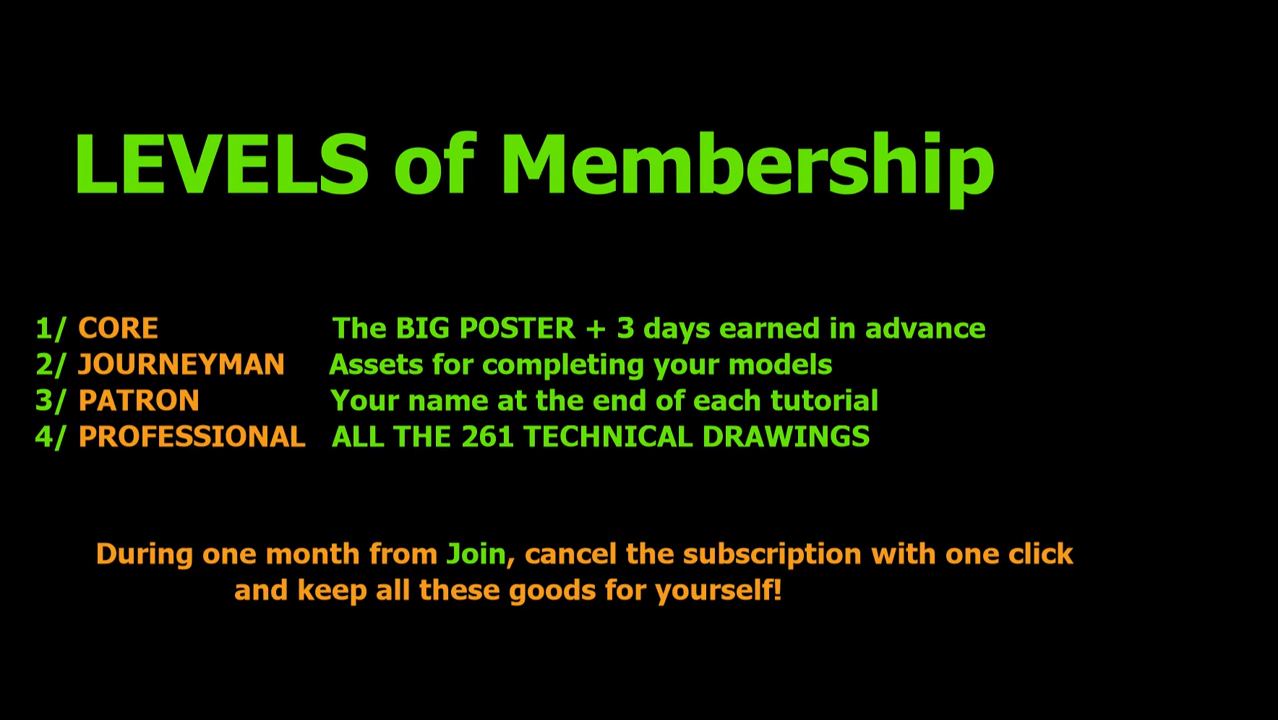 LEVELS of Membership
1/ CORE The BIG POSTER + 3 days earned in advance
2/ JOURNEYMAN Assets for completing your models
3/ PATRON Your name at the end of each tutorial
4/ PROFESSIONAL ALL THE 261 TECHNICAL DRAWINGS
During one month from Join, cancel the subscription with one click
and keep all these goods for yourself!